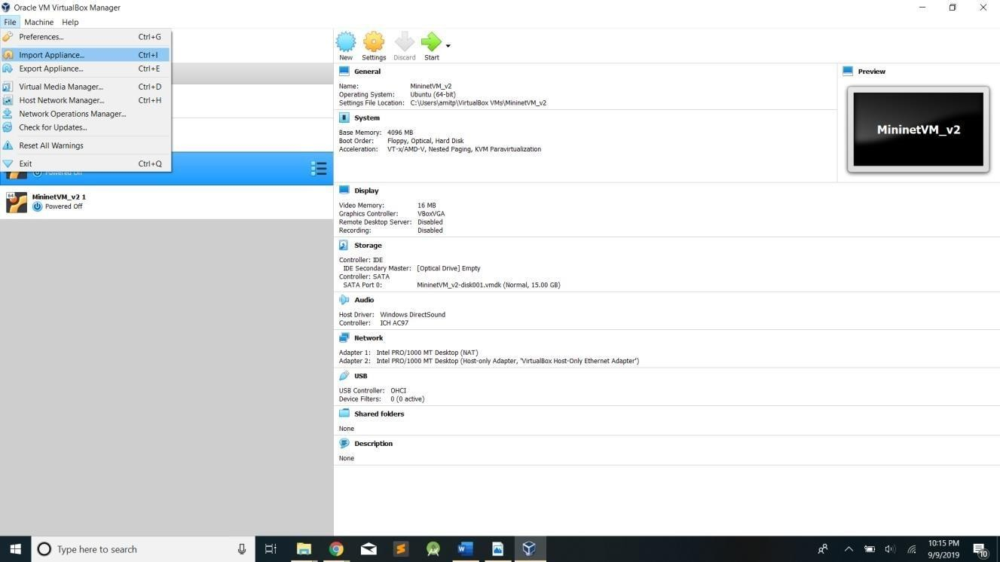 Oracle VM VirtualBox Manager
File Machine Help
Preferences... Ctrl+G
Import Appliance... Ctrl+I
Export Appliance... Ctrl+E
Virtual Media Manager... Ctrl+D
Host Network Manager... Ctrl+H
Network Operations Manager...
Check for Updates...
Reset All Warnings
Exit Ctrl+Q
Powered Off
MininetVM_v2 1
Powered Off
64
New Settings Discard Start
General
Name: MininetVM_v2
Operating System: Ubuntu (64-bit)
Settings File Location: C:\Users\amitp\VirtualBox VMs\MininetVM_v2
System
Base Memory: 4096 MB
Boot Order: Floppy, Optical, Hard Disk
Acceleration: VT-x/AMD-V, Nested Paging, KVM Paravirtualization
Preview
MininetVM_v2
Display
Video Memory: 16 MB
Graphics Controller: VBoxVGA
Remote Desktop Server: Disabled
Recording: Disabled
Storage
Controller: IDE
IDE Secondary Master: [Optical Drive] Empty
Controller: SATA
SATA Port 0: MininetVM_v2-disk001.vmdk (Normal, 15.00 GB)
Audio
Host Driver: Windows DirectSound
Controller: ICH AC97
Network
Adapter 1: Intel PRO/1000 MT Desktop (NAT)
Adapter 2: Intel PRO/1000 MT Desktop (Host-only Adapter, 'VirtualBox Host-Only Ethernet Adapter')
USB
USB Controller: OHCI
Device Filters: 0 (0 active)
Shared folders
None
Description
None
Type here to search
10:15 PM
9/9/2019
10